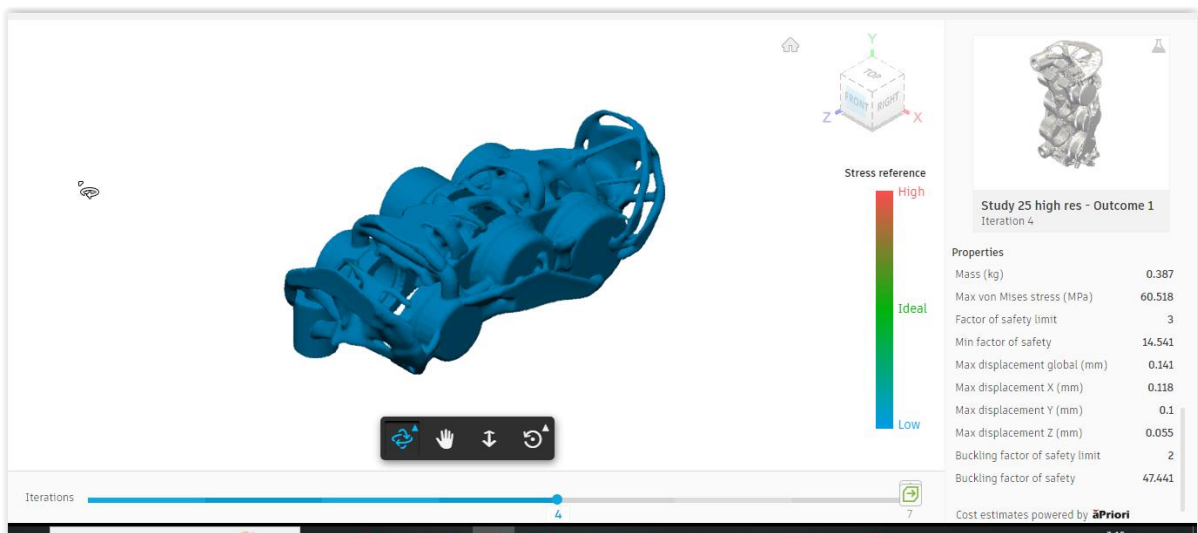 Y
TOP
FRONT
RIGHT
Z
X
Stress reference
High
Ideal
Low
Iterations
4
7
Study 25 high res - Outcome 1
Iteration 4
Properties
Mass (kg) 0.387
Max von Mises stress (MPa) 60.518
Factor of safety limit 3
Min factor of safety 14.541
Max displacement global (mm) 0.141
Max displacement X (mm) 0.118
Max displacement Y (mm) 0.1
Max displacement Z (mm) 0.055
Buckling factor of safety limit 2
Buckling factor of safety 47.441
Cost estimates powered by āPriori